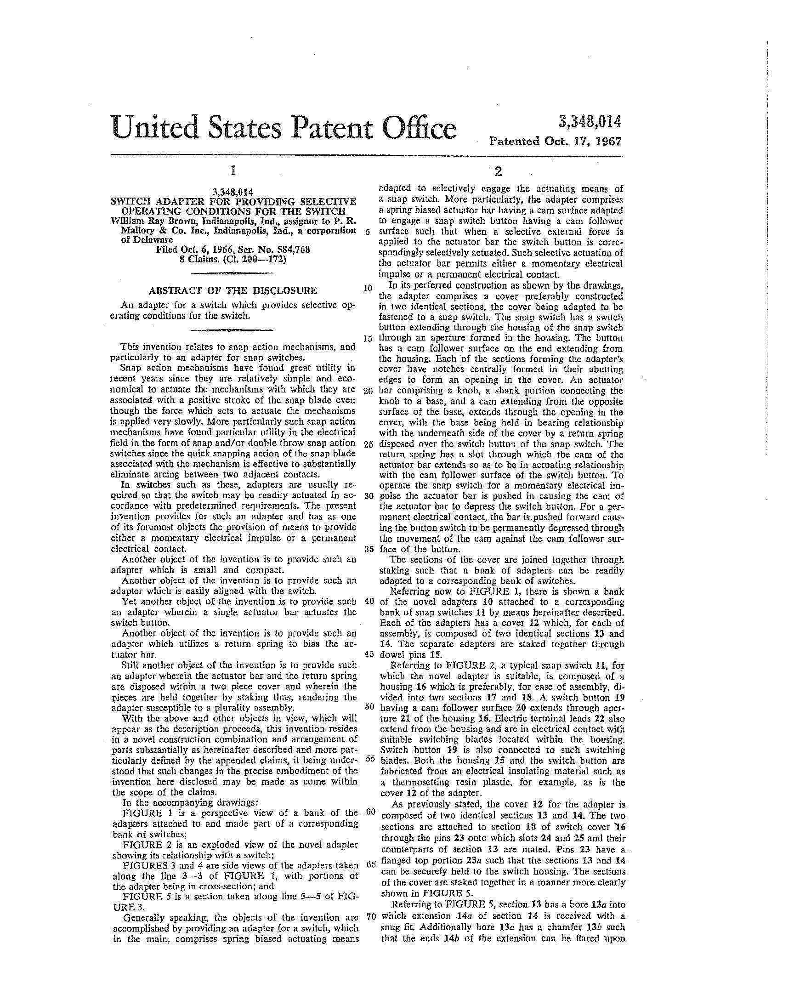 United States Patent Office
3,348,014
Patented Oct. 17, 1967
1
3,348,014
SWITCH ADAPTER FOR PROVIDING SELECTIVE
OPERATING CONDITIONS FOR THE SWITCH
William Ray Brown, Indianapolis, Ind., assignor to P. R.
Mallory & Co. Inc., Indianapolis, Ind., a corporation
of Delaware
Filed Oct. 6, 1966, Ser. No. 584,768
8 Claims. (Cl. 200—172)
ABSTRACT OF THE DISCLOSURE
An adapter for a switch which provides selective op-
erating conditions for the switch.
This invention relates to snap action mechanisms, and
particularly to an adapter for snap switches.
Snap action mechanisms have found great utility in
recent years since they are relatively simple and eco-
nomical to actuate the mechanisms with which they are
associated with a positive stroke of the snap blade even
though the force which acts to actuate the mechanisms
is applied very slowly. More particularly such snap action
mechanisms have found particular utility in the electrical
field in the form of snap and/or double throw snap action
switches since the quick snapping action of the snap blade
associated with the mechanism is effective to substantially
eliminate arcing between two adjacent contacts.
In switches such as these, adapters are usually re-
quired so that the switch may be readily actuated in ac-
cordance with predetermined requirements. The present
invention provides for such an adapter and has as one
of its foremost objects the provision of means to provide
either a momentary electrical impulse or a permanent
electrical contact.
Another object of the invention is to provide such an
adapter which is small and compact.
Another object of the invention is to provide such an
adapter which is easily aligned with the switch.
Yet another object of the invention is to provide such
an adapter wherein a single actuator bar actuates the
switch button.
Another object of the invention is to provide such an
adapter which utilizes a return spring to bias the ac-
tuator bar.
Still another object of the invention is to provide such
an adapter wherein the actuator bar and the return spring
are disposed within a two piece cover and wherein the
pieces are held together by staking thus, rendering the
adapter susceptible to a plurality assembly.
With the above and other objects in view, which will
appear as the description proceeds, this invention resides
in a novel construction combination and arrangement of
parts substantially as hereinafter described and more par-
ticularly defined by the appended claims, it being under-
stood that such changes in the precise embodiment of the
invention here disclosed may be made as come within
the scope of the claims.
In the accompanying drawings:
FIGURE 1 is a perspective view of a bank of the
adapters attached to and made part of a corresponding
bank of switches;
FIGURE 2 is an exploded view of the novel adapter
showing its relationship with a switch;
FIGURES 3 and 4 are side views of the adapters taken
along the line 3—3 of FIGURE 1, with portions of
the adapter being in cross-section; and
FIGURE 5 is a section taken along line 5—5 of FIG-
URE 3.
Generally speaking, the objects of the invention are
accomplished by providing an adapter for a switch, which
in the main, comprises spring biased actuating means
2
adapted to selectively engage the actuating means of
a snap switch. More particularly, the adapter comprises
a spring biased actuator bar having a cam surface adapted
to engage a snap switch button having a cam follower
5 surface such that when a selective external force is
applied to the actuator bar the switch button is corre-
spondingly selectively actuated. Such selective actuation of
the actuator bar permits either a momentary electrical
impulse or a permanent electrical contact.
10 In its perferred construction as shown by the drawings,
the adapter comprises a cover preferably constructed
in two identical sections, the cover being adapted to be
fastened to a snap switch. The snap switch has a switch
button extending through the housing of the snap switch
15 through an aperture formed in the housing. The button
has a cam follower surface on the end extending from
the housing. Each of the sections forming the adapter's
cover have notches centrally formed in their abutting
edges to form an opening in the cover. An actuator
20 bar comprising a knob, a shank portion connecting the
knob to a base, and a cam extending from the opposite
surface of the base, extends through the opening in the
cover, with the base being held in bearing relationship
with the underneath side of the cover by a return spring
25 disposed over the switch button of the snap switch. The
return spring has a slot through which the cam of the
actuator bar extends so as to be in actuating relationship
with the cam follower surface of the switch button. To
operate the snap switch for a momentary electrical im-
30 pulse the actuator bar is pushed in causing the cam of
the actuator bar to depress the switch button. For a per-
manent electrical contact, the bar is pushed forward caus-
ing the button switch to be permanently depressed through
the movement of the cam against the cam follower sur-
35 face of the button.
The sections of the cover are joined together through
staking such that a bank of adapters can be readily
adapted to a corresponding bank of switches.
Referring now to FIGURE 1, there is shown a bank
40 of the novel adapters 10 attached to a corresponding
bank of snap switches 11 by means hereinafter described.
Each of the adapters has a cover 12 which, for each of
assembly, is composed of two identical sections 13 and
14. The separate adapters are staked together through
45 dowel pins 15.
Referring to FIGURE 2, a typical snap switch 11, for
which the novel adapter is suitable, is composed of a
housing 16 which is preferably, for ease of assembly, di-
vided into two sections 17 and 18. A switch button 19
50 having a cam follower surface 20 extends through aper-
ture 21 of the housing 16. Electric terminal leads 22 also
extend from the housing and are in electrical contact with
suitable switching blades located within the housing.
Switch button 19 is also connected to such switching
55 blades. Both the housing 15 and the switch button are
fabricated from an electrical insulating material such as
a thermosetting resin plastic, for example, as is the
cover 12 of the adapter.
As previously stated, the cover 12 for the adapter is
60 composed of two identical sections 13 and 14. The two
sections are attached to section 18 of switch cover 16
through the pins 23 onto which slots 24 and 25 and their
counterparts of section 13 are mated. Pins 23 have a
65 flanged top portion 23a such that the sections 13 and 14
can be securely held to the switch housing. The sections
of the cover are staked together in a manner more clearly
shown in FIGURE 5.
Referring to FIGURE 5, section 13 has a bore 13a into
70 which extension 14a of section 14 is received with a
snug fit. Additionally bore 13a has a chamfer 13b such
that the ends 14b of the extension can be flared upon